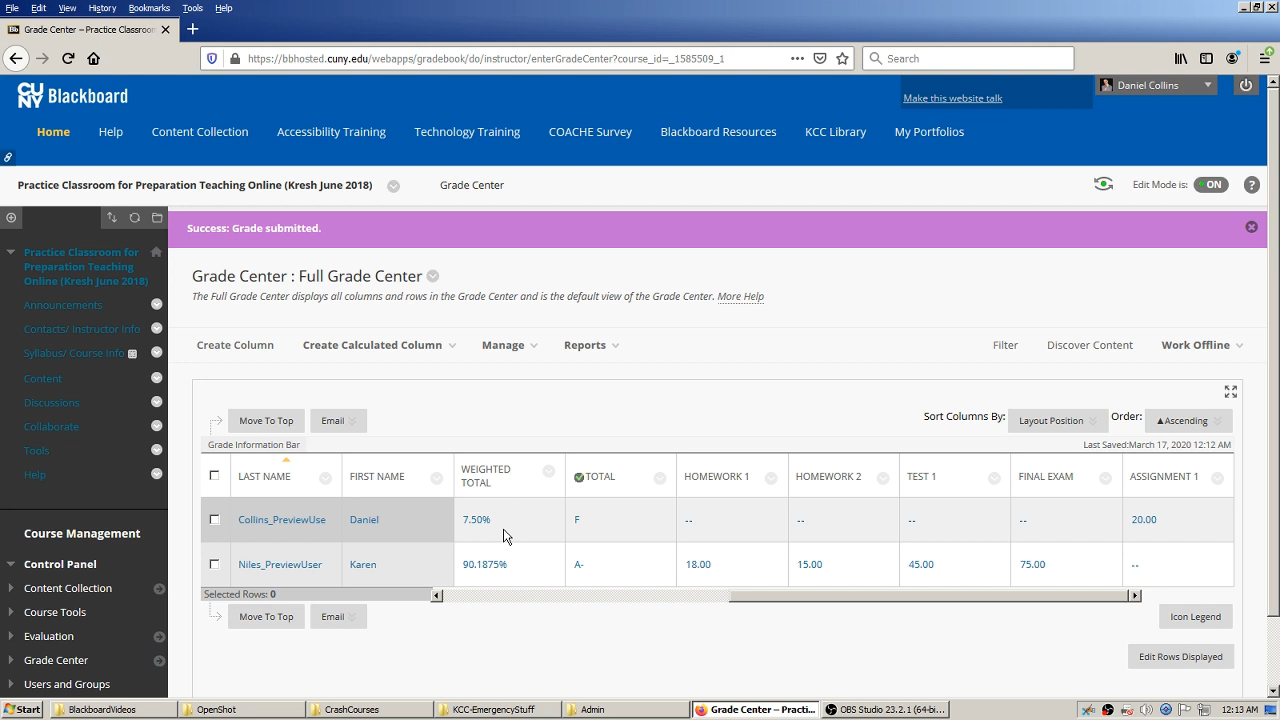 File Edit View History Bookmarks Tools Help
Bb Grade Center – Practice Classroom
https://bbhosted.cuny.edu/webapps/gradebook/do/instructor/enterGradeCenter?course_id=_1585509_1
Search
CUNY Blackboard
Make this website talk
Daniel Collins
Home Help Content Collection Accessibility Training Technology Training COACHE Survey Blackboard Resources KCC Library My Portfolios
Practice Classroom for Preparation Teaching Online (Kresh June 2018) Grade Center
Edit Mode is: ON ?
Success: Grade submitted.
Practice Classroom for
Preparation Teaching
Online (Kresh June 2018)
Announcements
Contacts/ Instructor Info
Syllabus/ Course Info
Content
Discussions
Collaborate
Tools
Help
Course Management
Control Panel
Content Collection
Course Tools
Evaluation
Grade Center
Users and Groups
Grade Center : Full Grade Center
The Full Grade Center displays all columns and rows in the Grade Center and is the default view of the Grade Center. More Help
Create Column Create Calculated Column Manage Reports Filter Discover Content Work Offline
Move To Top Email Sort Columns By: Layout Position Order: ▲Ascending
Grade Information Bar Last Saved:March 17, 2020 12:12 AM
LAST NAME FIRST NAME WEIGHTED TOTAL TOTAL HOMEWORK 1 HOMEWORK 2 TEST 1 FINAL EXAM ASSIGNMENT 1
Collins_PreviewUse Daniel 7.50% F -- -- -- -- 20.00
Niles_PreviewUser Karen 90.1875% A- 18.00 15.00 45.00 75.00 --
Selected Rows: 0
Move To Top Email Icon Legend
Edit Rows Displayed
Start BlackboardVideos OpenShot CrashCourses KCC-EmergencyStuff Admin Grade Center – Practi... OBS Studio 23.2.1 (64-bi... 12:13 AM